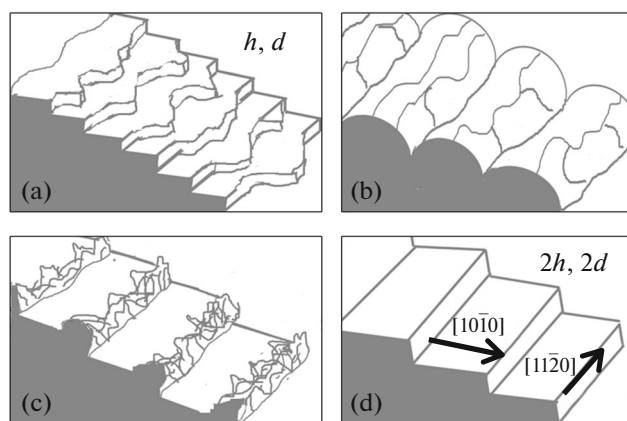 h, d
(a)
(b)
(c)
2h, 2d
[101̄0]
[112̄0]
(d)